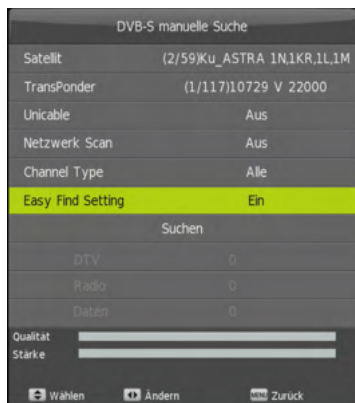 DVB-S manuelle Suche
Satellit (2/59)Ku_ASTRA 1N,1KR,1L,1M
TransPonder (1/117)10729 V 22000
Unicable Aus
Netzwerk Scan Aus
Channel Type Alle
Easy Find Setting Ein
Suchen
DTV 0
Radio 0
Daten 0
Qualität
Stärke
Wählen Ändern MENU Zurück